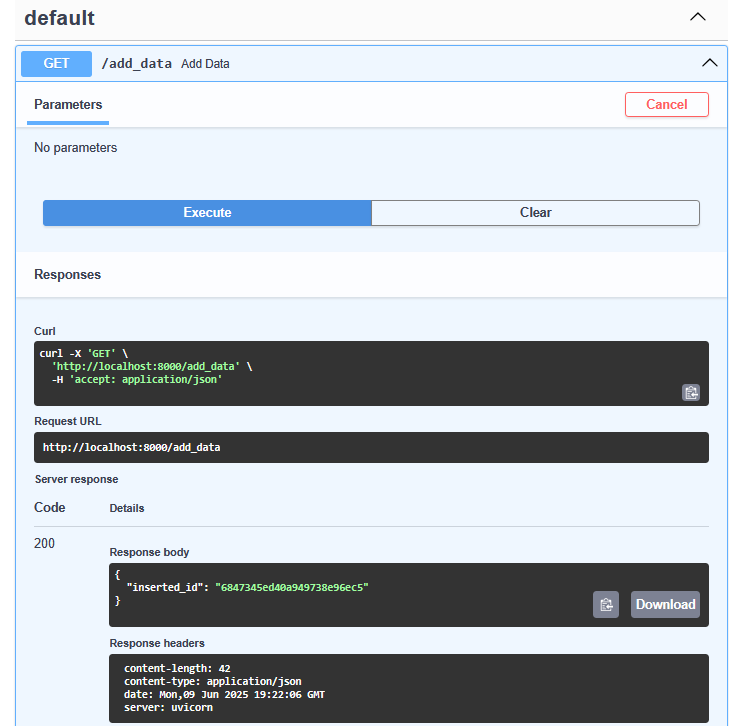 default
GET /add_data Add Data
Parameters
Cancel
No parameters
Execute
Clear
Responses
Curl
curl -X 'GET' \
  'http://localhost:8000/add_data' \
  -H 'accept: application/json'
Request URL
http://localhost:8000/add_data
Server response
Code Details
200
Response body
{
  "inserted_id": "6847345ed40a949738e96ec5"
}
Download
Response headers
content-length: 42
content-type: application/json
date: Mon,09 Jun 2025 19:22:06 GMT
server: uvicorn